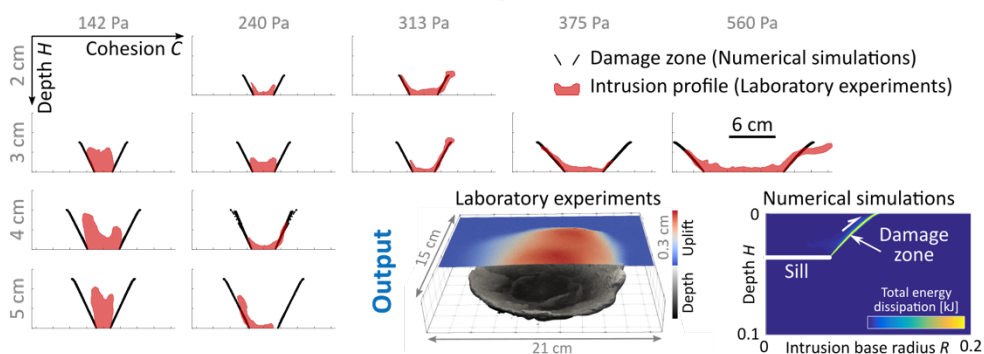 142 Pa 240 Pa 313 Pa 375 Pa 560 Pa
Cohesion C
Depth H
2 cm
Damage zone (Numerical simulations)
Intrusion profile (Laboratory experiments)
3 cm
6 cm
4 cm
5 cm
Output
Laboratory experiments
15 cm
21 cm
0.3 cm
Uplift
Depth
Numerical simulations
0
Depth H
Damage
zone
Sill
Total energy
dissipation [kJ]
0.1
0 Intrusion base radius R 0.2